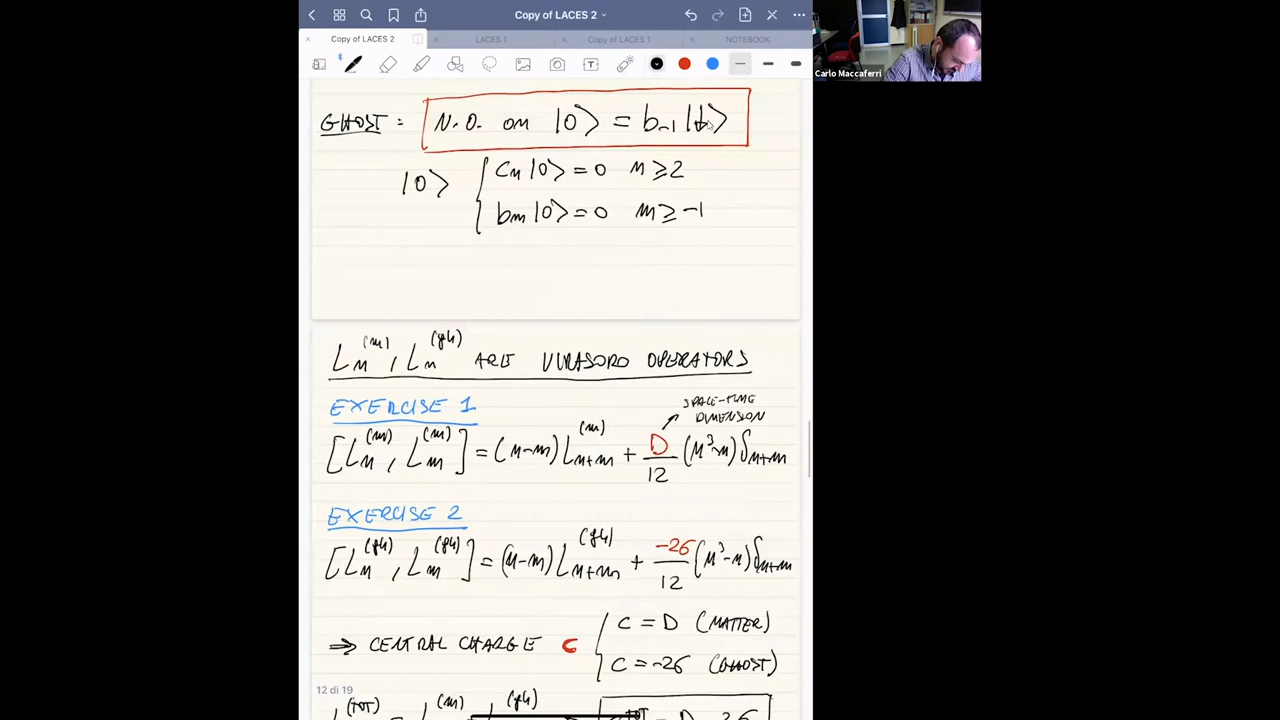 Copy of LACES 2
Copy of LACES 2
LACES 1
Copy of LACES 1
NOTEBOOK
Carlo Maccaferri
GHOST: N.O. on |0> = b₋₁|↓>
|0> { cₙ|0> = 0 n ≥ 2
bₘ|0> = 0 m ≥ -1
Lₙ⁽ᵐ⁾, Lₙ⁽ᵍʰ⁾ ARE VIRASORO OPERATORS
EXERCISE 1
SPACE-TIME
DIMENSION
[Lₙ⁽ᵐ⁾, Lₘ⁽ᵐ⁾] = (n-m) Lₙ₊ₘ⁽ᵐ⁾ + D/12 (n³-n) δₙ₊ₘ
EXERCISE 2
[Lₙ⁽ᵍʰ⁾, Lₘ⁽ᵍʰ⁾] = (n-m) Lₙ₊ₘ⁽ᵍʰ⁾ + -26/12 (n³-n) δₙ₊ₘ
⇒ CENTRAL CHARGE c { c = D (MATTER)
c = -26 (GHOST)
12 di 19